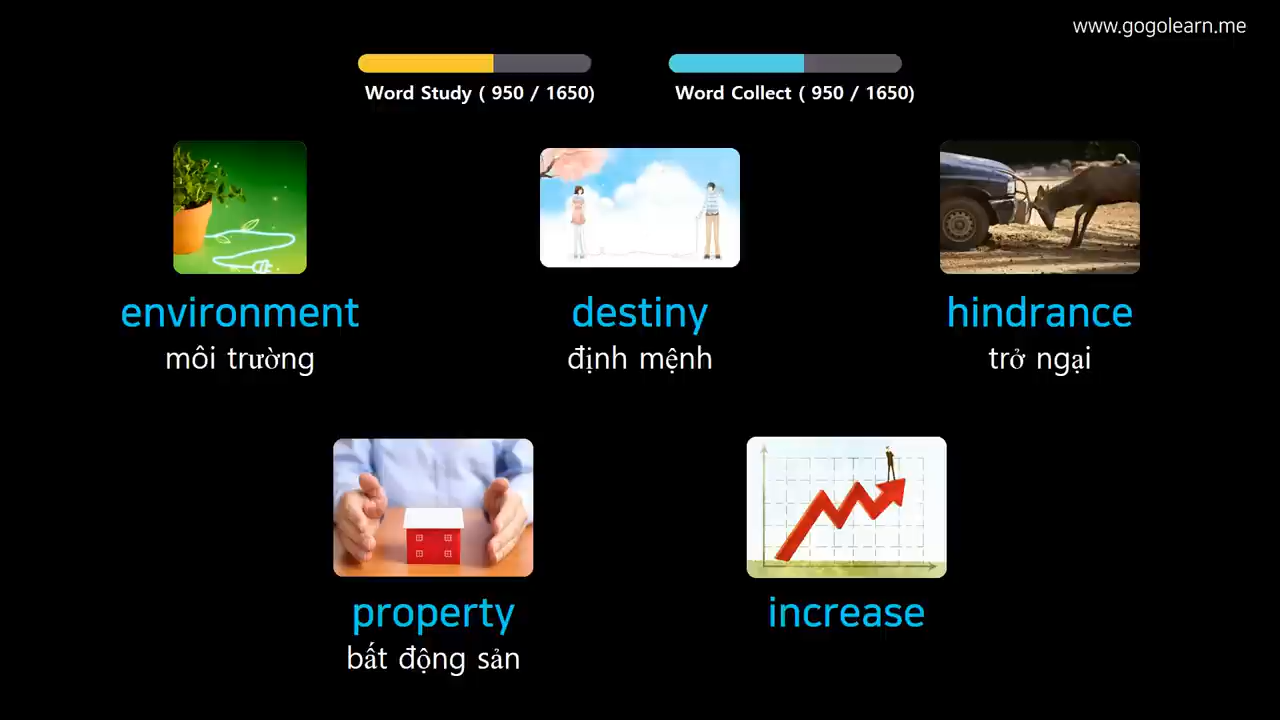 www.gogolearn.me
Word Study ( 950 / 1650)
Word Collect ( 950 / 1650)
environment
môi trường
destiny
định mệnh
hindrance
trở ngại
property
bất động sản
increase